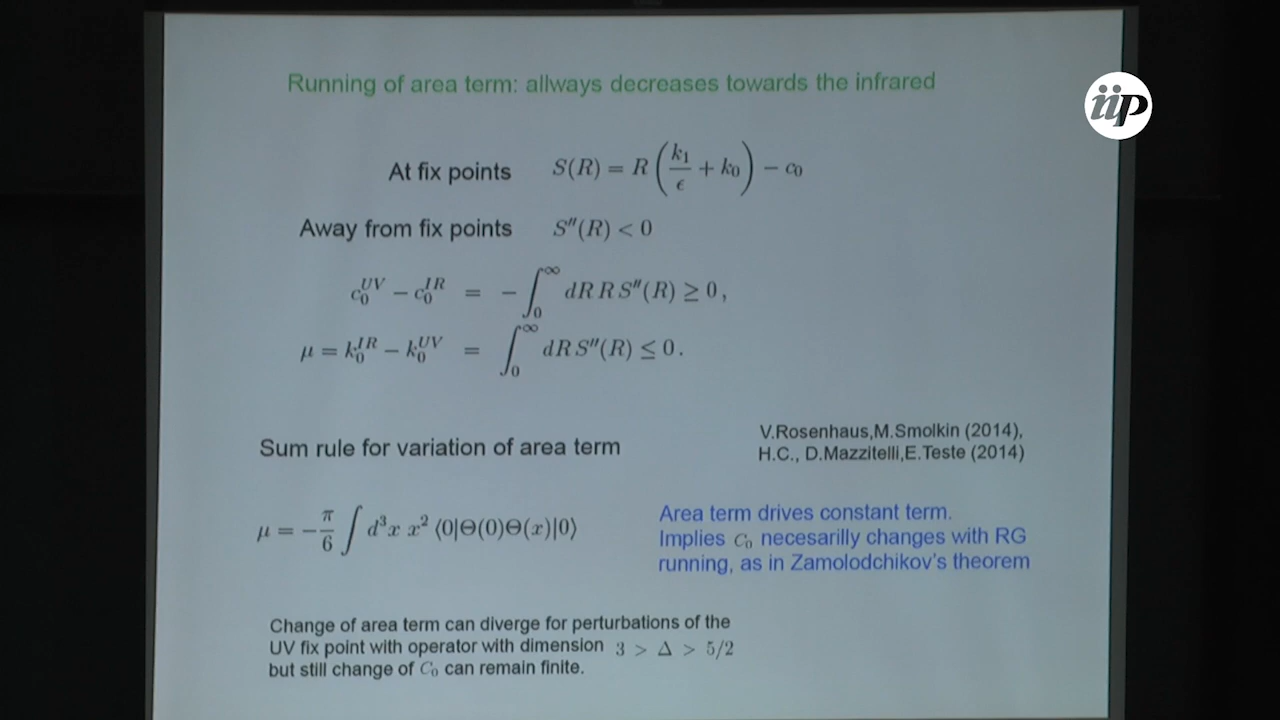 Running of area term: allways decreases towards the infrared
iip
At fix points S(R) = R (k₁/ϵ + k₀) − c₀
Away from fix points S″(R) < 0
c₀^{UV} − c₀^{IR} = − ∫₀^∞ dR R S″(R) ≥ 0 ,
μ = k₀^{IR} − k₀^{UV} = ∫₀^∞ dR S″(R) ≤ 0 .
Sum rule for variation of area term
V.Rosenhaus,M.Smolkin (2014),
H.C., D.Mazzitelli,E.Teste (2014)
μ = − π/6 ∫ d³x x² ⟨0|Θ(0)Θ(x)|0⟩
Area term drives constant term.
Implies C₀ necesarilly changes with RG
running, as in Zamolodchikov's theorem
Change of area term can diverge for perturbations of the
UV fix point with operator with dimension 3 > Δ > 5/2
but still change of C₀ can remain finite.